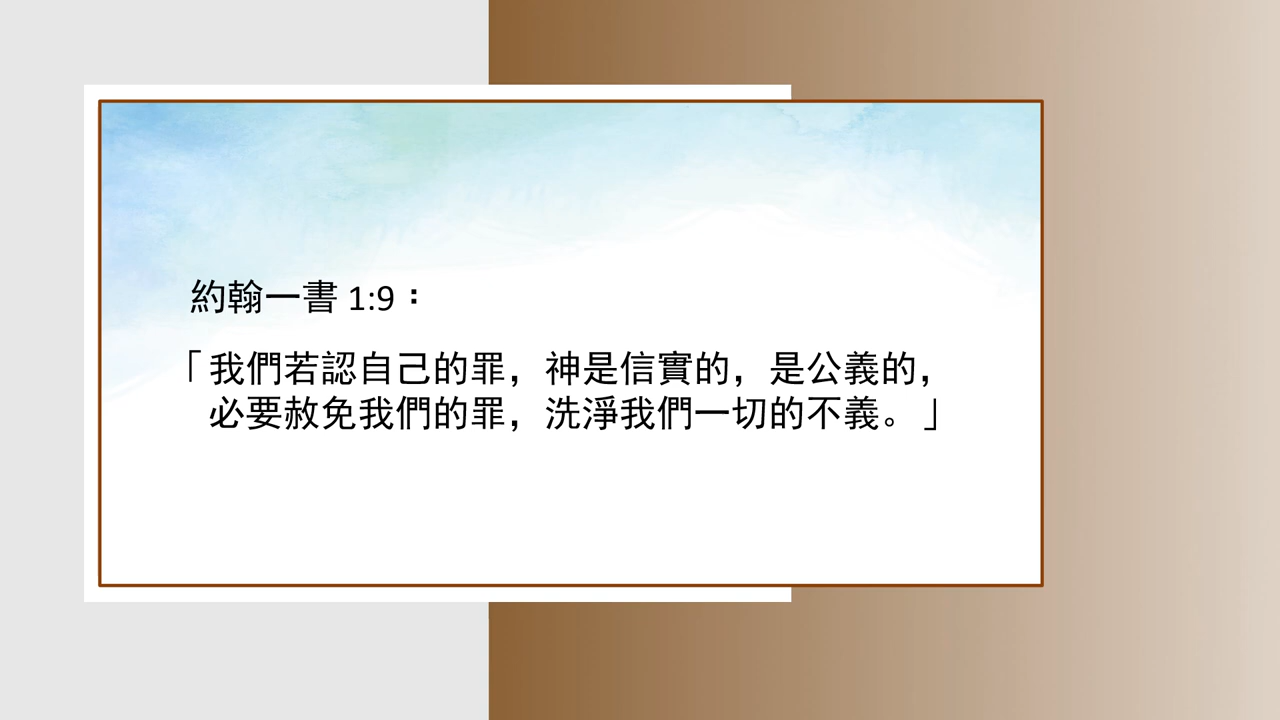 約翰一書 1:9：
「我們若認自己的罪，神是信實的，是公義的，
必要赦免我們的罪，洗淨我們一切的不義。」